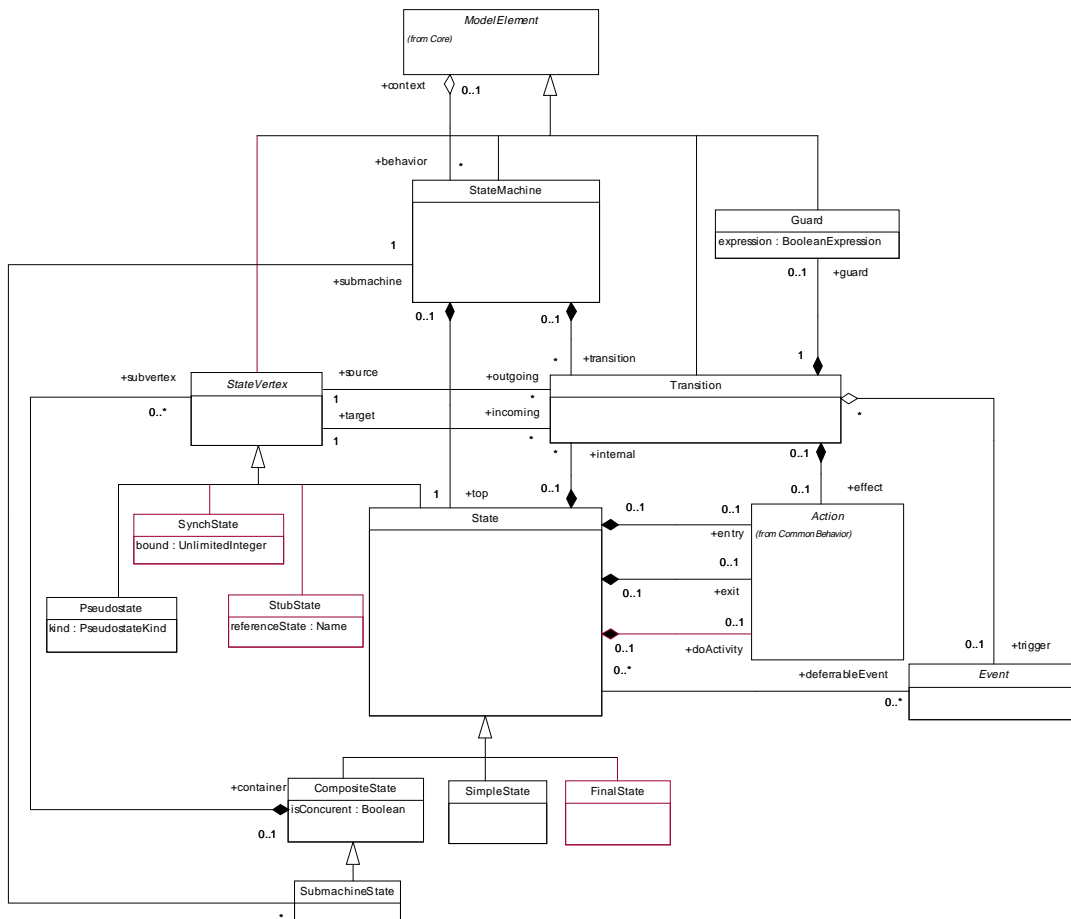 ModelElement
(from Core)
+context
0..1
+behavior
*
StateMachine
Guard
expression : BooleanExpression
1
+submachine
0..1
+guard
0..1
0..1
*
+transition
1
+subvertex
+source
+outgoing
StateVertex
Transition
0..*
1
*
*
+target
+incoming
1
*
*
+internal
0..1
1
+top
0..1
0..1
+effect
State
0..1
0..1
Action
(from Common Behavior)
+entry
SynchState
bound : UnlimitedInteger
0..1
0..1
+exit
Pseudostate
kind : PseudostateKind
StubState
referenceState : Name
0..1
0..1
+doActivity
0..1
+trigger
0..*
+deferrableEvent
Event
0..*
+container
CompositeState
isConcurent : Boolean
SimpleState
FinalState
0..1
SubmachineState
*